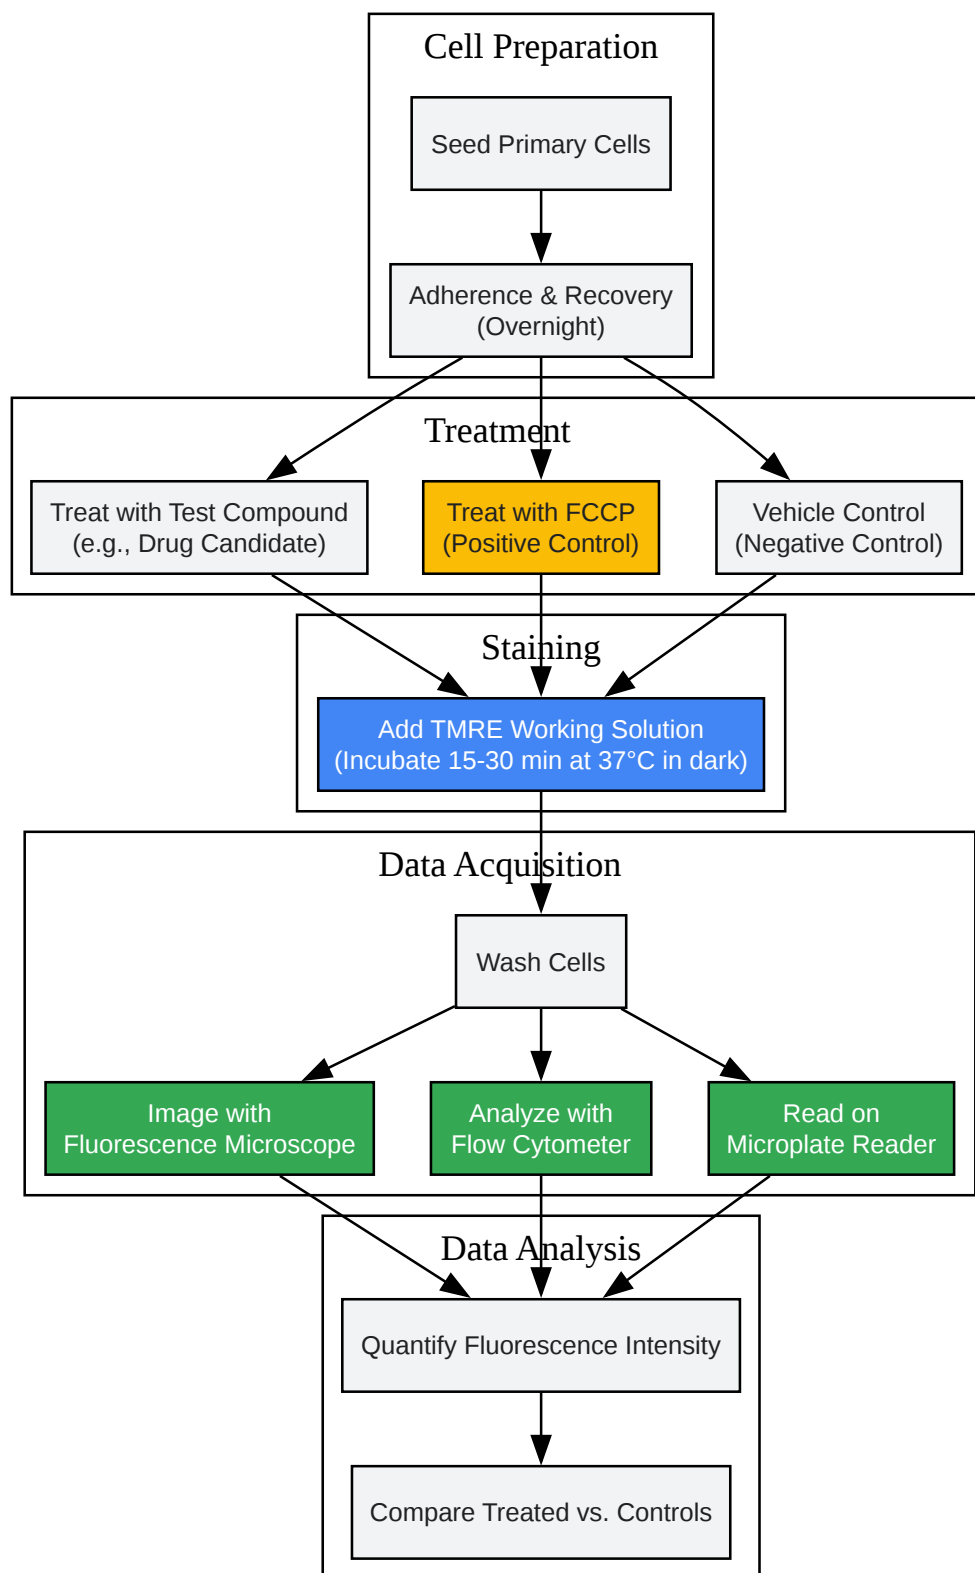 Cell Preparation
Seed Primary Cells
Adherence & Recovery
(Overnight)
Treatment
Treat with Test Compound
(e.g., Drug Candidate)
Treat with FCCP
(Positive Control)
Vehicle Control
(Negative Control)
Staining
Add TMRE Working Solution
(Incubate 15-30 min at 37°C in dark)
Data Acquisition
Wash Cells
Image with
Fluorescence Microscope
Analyze with
Flow Cytometer
Read on
Microplate Reader
Data Analysis
Quantify Fluorescence Intensity
Compare Treated vs. Controls